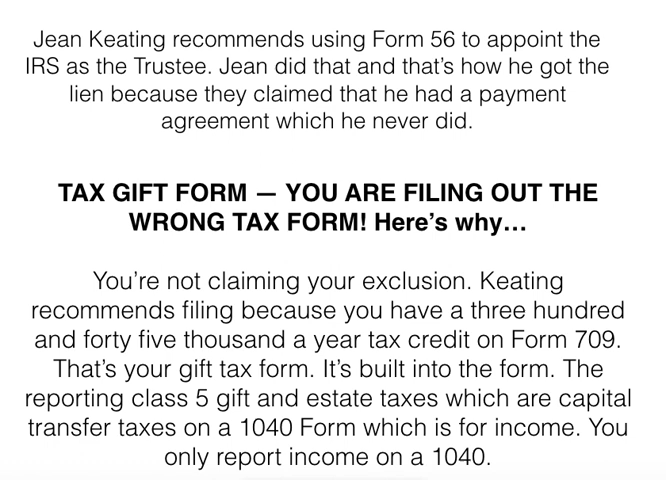 Jean Keating recommends using Form 56 to appoint the
IRS as the Trustee. Jean did that and that's how he got the
lien because they claimed that he had a payment
agreement which he never did.
TAX GIFT FORM — YOU ARE FILING OUT THE
WRONG TAX FORM! Here's why…
You're not claiming your exclusion. Keating
recommends filing because you have a three hundred
and forty five thousand a year tax credit on Form 709.
That's your gift tax form. It's built into the form. The
reporting class 5 gift and estate taxes which are capital
transfer taxes on a 1040 Form which is for income. You
only report income on a 1040.